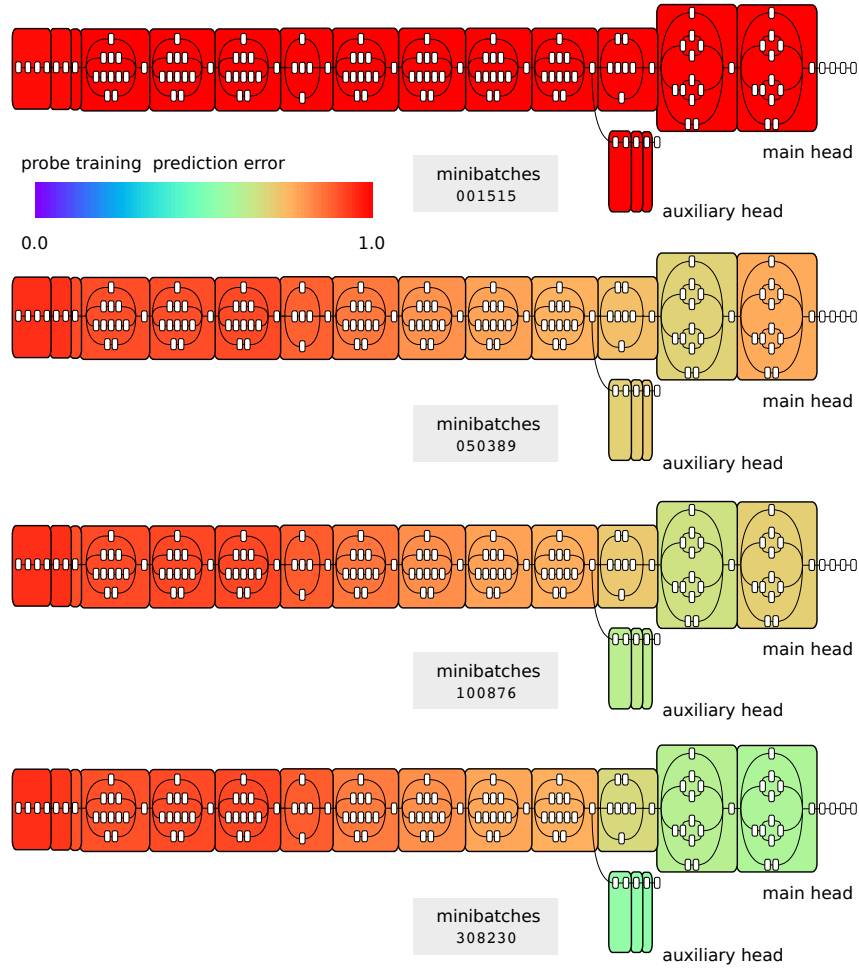 main head
probe training prediction error
minibatches
001515
auxiliary head
0.0 1.0
main head
minibatches
050389
auxiliary head
main head
minibatches
100876
auxiliary head
main head
minibatches
308230
auxiliary head